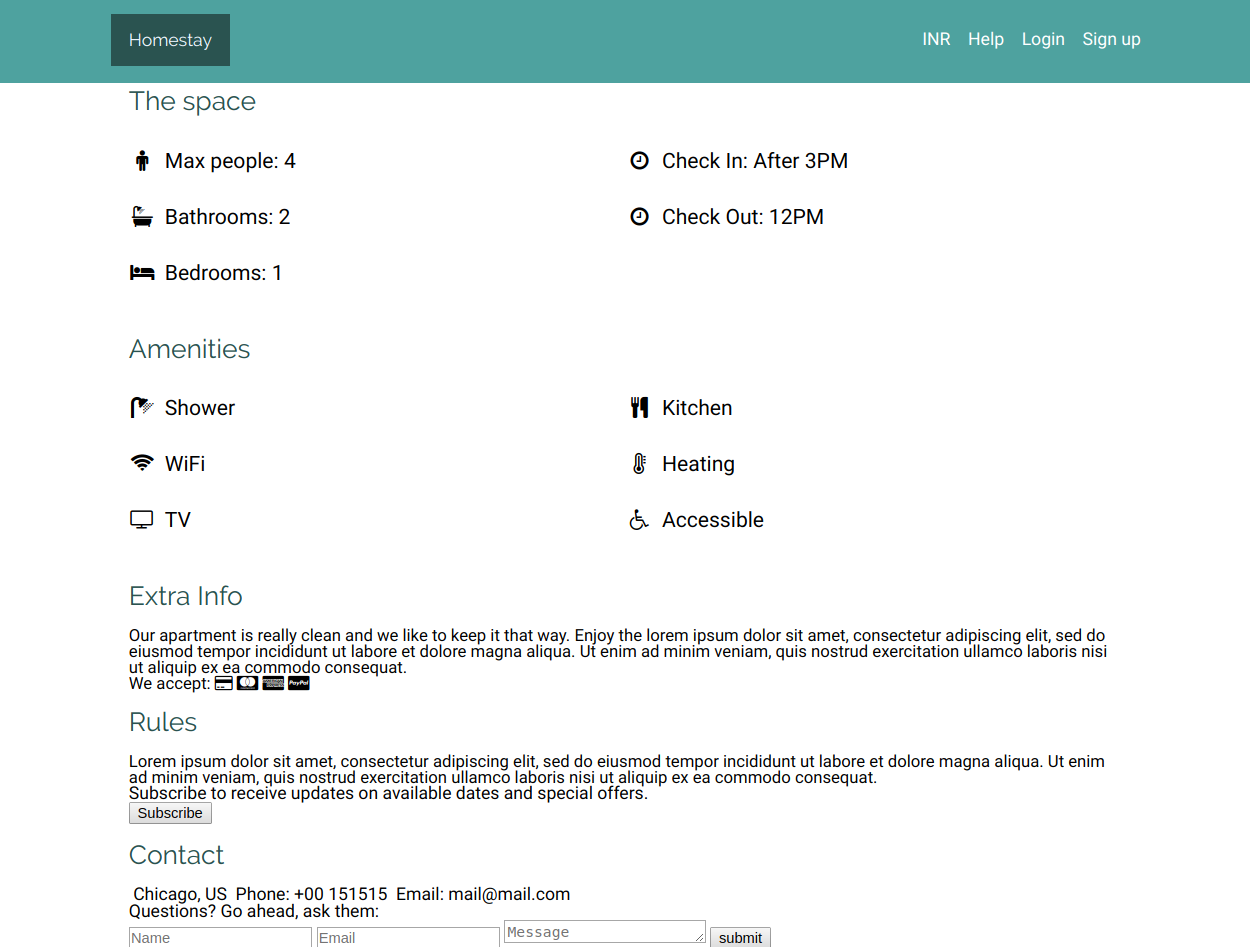 Homestay
INR Help Login Sign up
The space
Max people: 4
Check In: After 3PM
Bathrooms: 2
Check Out: 12PM
Bedrooms: 1
Amenities
Shower
Kitchen
WiFi
Heating
TV
Accessible
Extra Info
Our apartment is really clean and we like to keep it that way. Enjoy the lorem ipsum dolor sit amet, consectetur adipiscing elit, sed do
eiusmod tempor incididunt ut labore et dolore magna aliqua. Ut enim ad minim veniam, quis nostrud exercitation ullamco laboris nisi
ut aliquip ex ea commodo consequat.
We accept: PayPal
Rules
Lorem ipsum dolor sit amet, consectetur adipiscing elit, sed do eiusmod tempor incididunt ut labore et dolore magna aliqua. Ut enim
ad minim veniam, quis nostrud exercitation ullamco laboris nisi ut aliquip ex ea commodo consequat.
Subscribe to receive updates on available dates and special offers.
Subscribe
Contact
Chicago, US Phone: +00 151515 Email: mail@mail.com
Questions? Go ahead, ask them:
Name Email Message submit